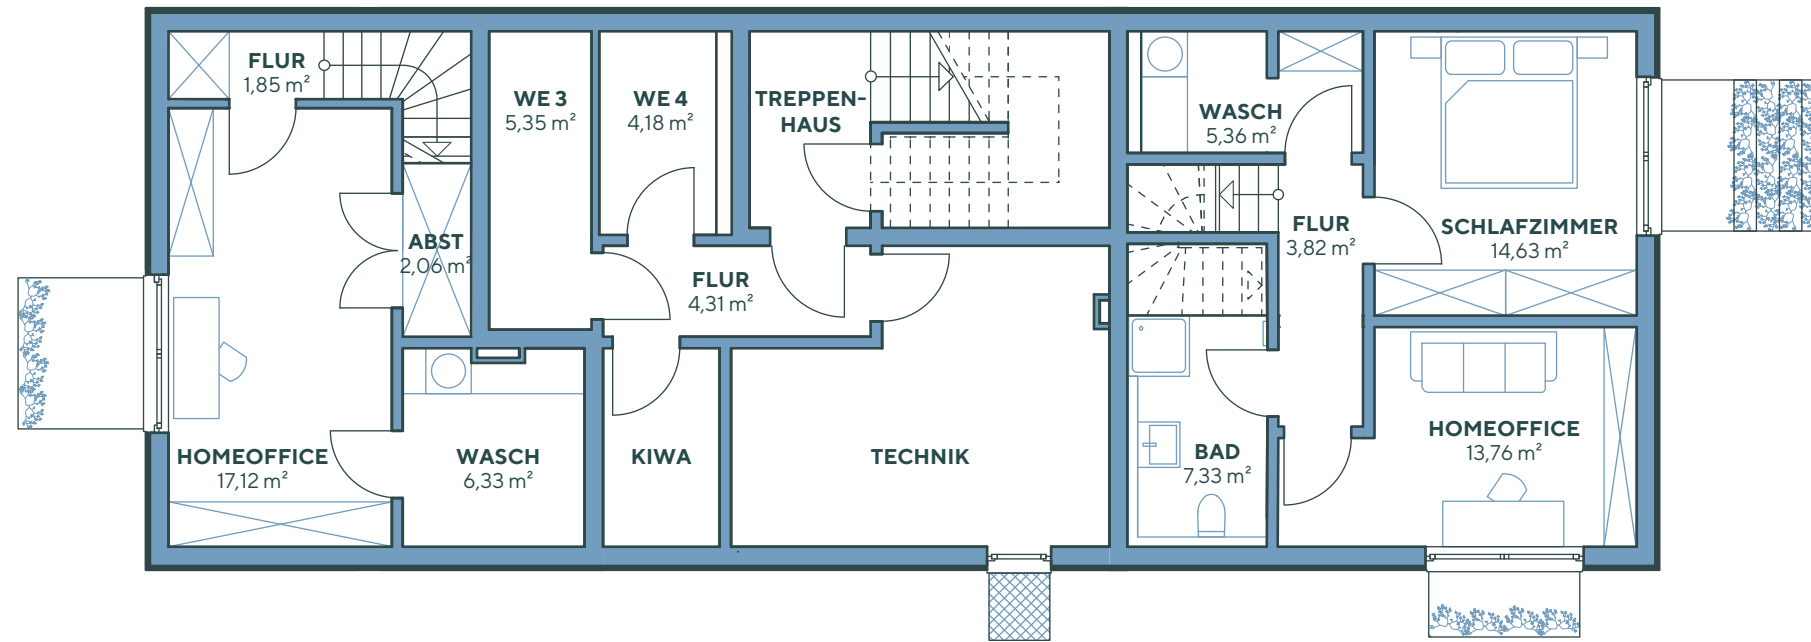 FLUR
1,85 m²
WE 3
5,35 m²
WE 4
4,18 m²
TREPPEN-
HAUS
WASCH
5,36 m²
ABST
2,06 m²
FLUR
4,31 m²
FLUR
3,82 m²
SCHLAFZIMMER
14,63 m²
HOMEOFFICE
17,12 m²
WASCH
6,33 m²
KIWA
TECHNIK
BAD
7,33 m²
HOMEOFFICE
13,76 m²